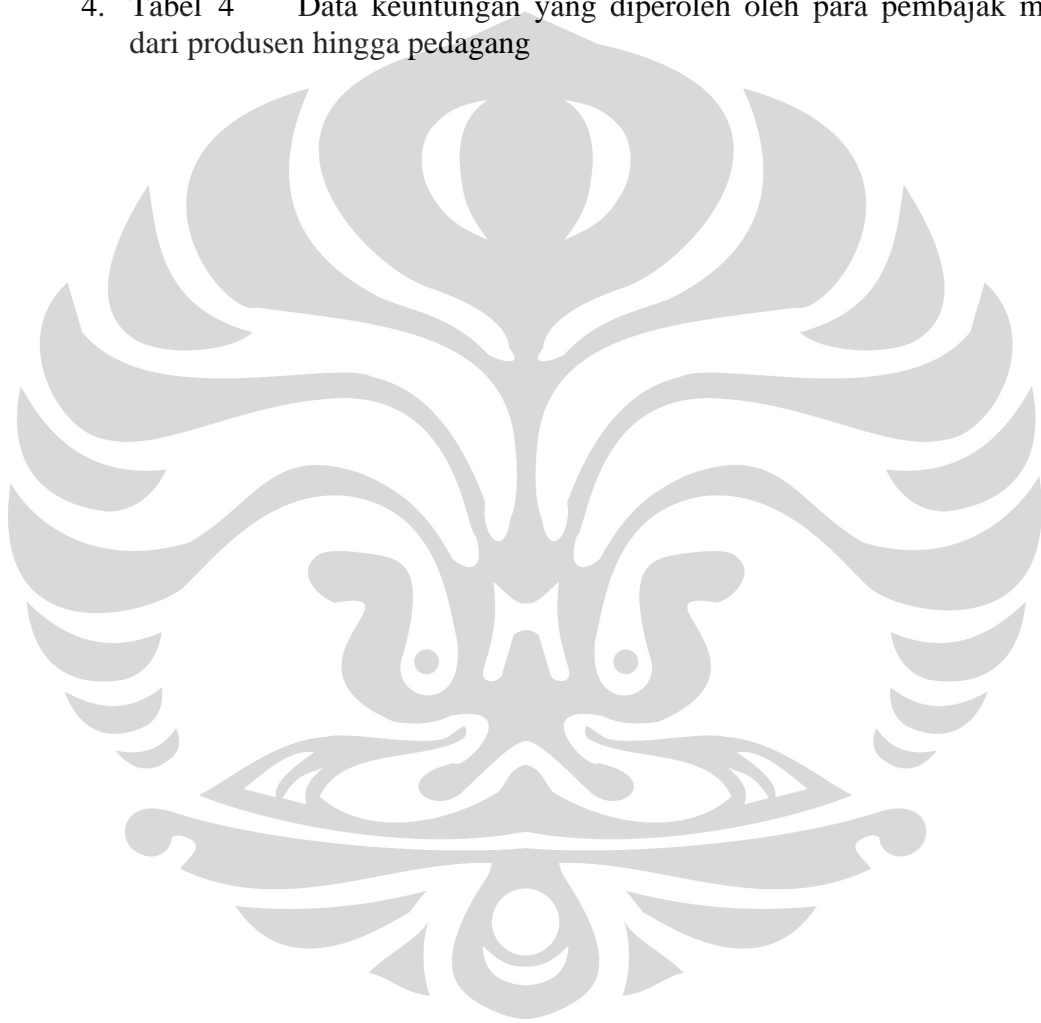 4. Tabel 4 Data keuntungan yang diperoleh oleh para pembajak
dari produsen hingga pedagang